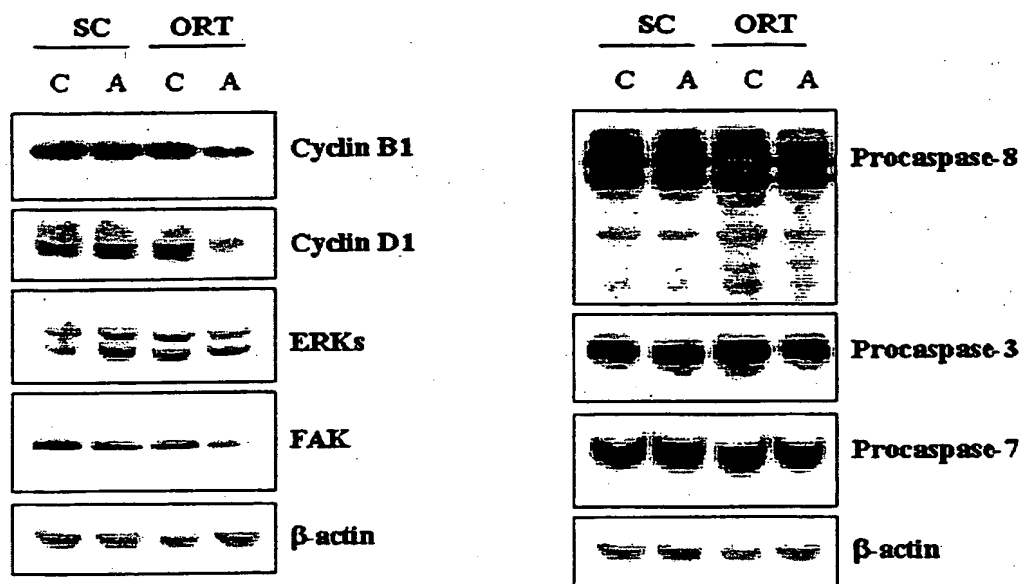 SC ORT
C A C A
Cyclin B1
Cyclin D1
ERKs
FAK
β-actin
SC ORT
C A C A
Procaspase-8
Procaspase-3
Procaspase-7
β-actin